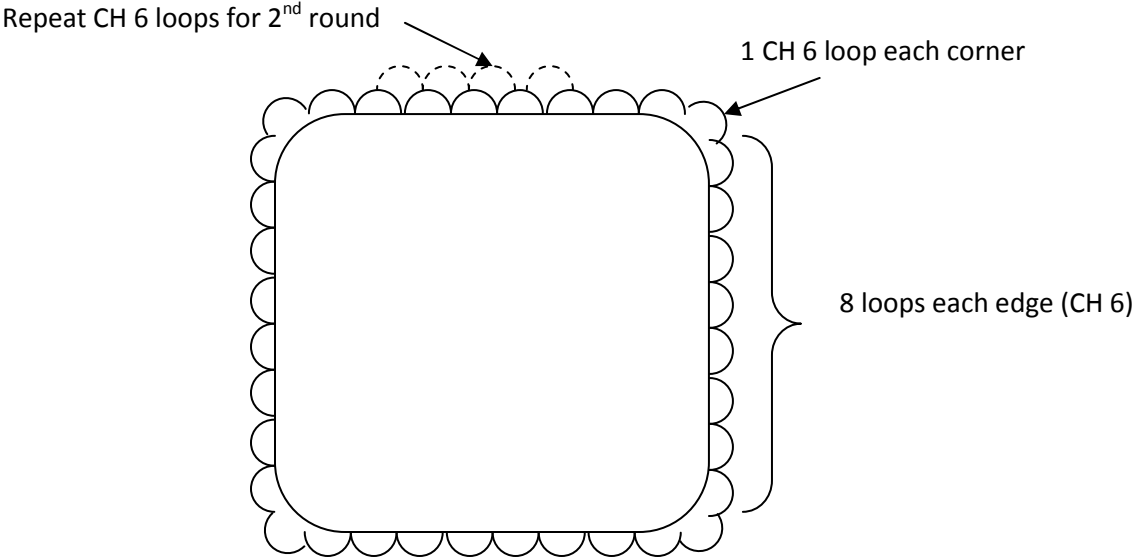 Repeat CH 6 loops for 2nd round
1 CH 6 loop each corner
8 loops each edge (CH 6)